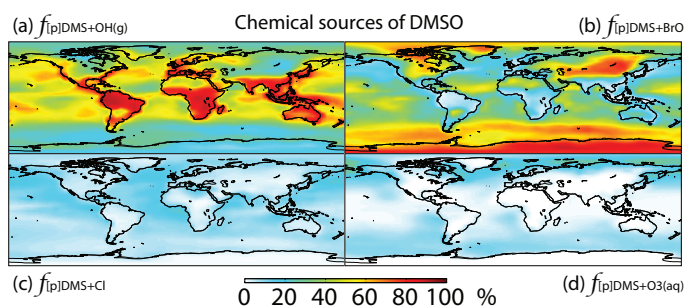 Chemical sources of DMSO
(a) f[p]DMS+OH(g)
(b) f[p]DMS+BrO
(c) f[p]DMS+Cl
(d) f[p]DMS+O3(aq)
0 20 40 60 80 100 %